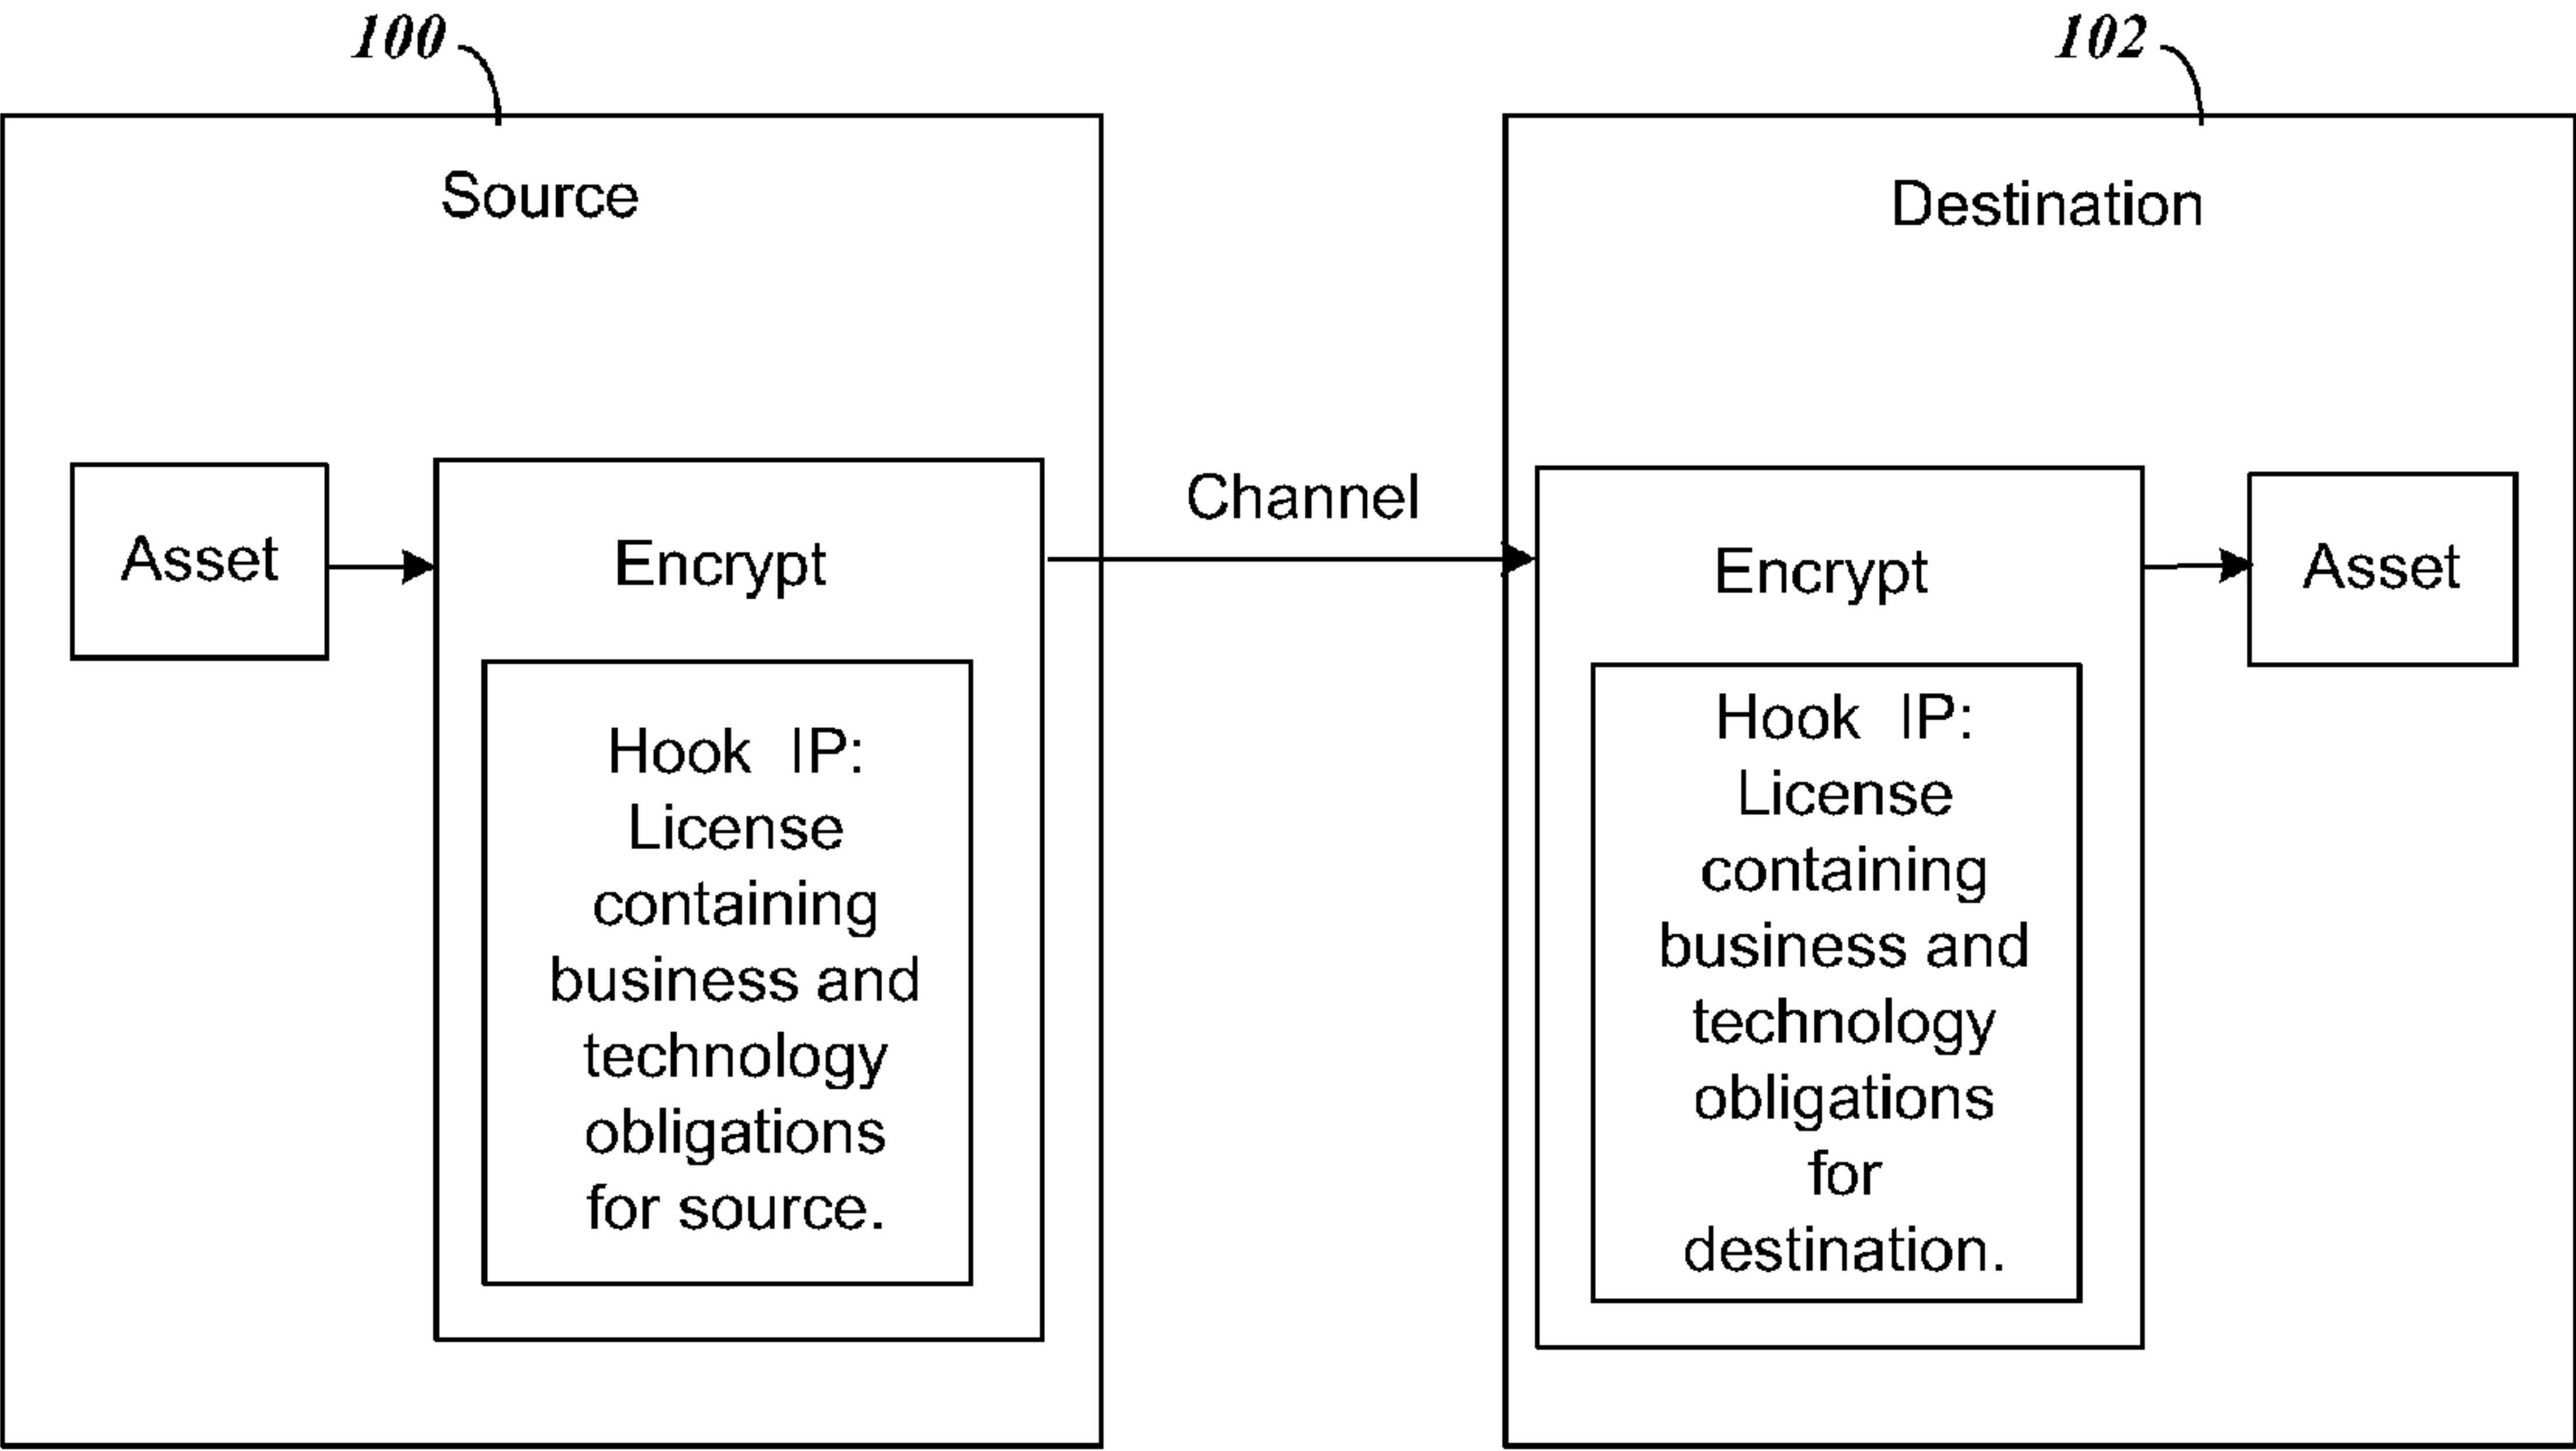 100
102
Source
Destination
Asset
Encrypt
Hook IP:
License
containing
business and
technology
obligations
for source.
Channel
Encrypt
Hook IP:
License
containing
business and
technology
obligations
for
destination.
Asset